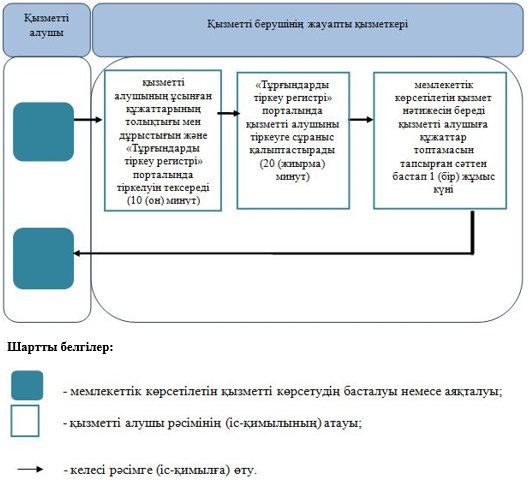 Қызметті
алушы
Қызметті берушінің жауапты қызметкері
қызметті
алушының ұсынған
құжаттарының
толықтығы мен
дұрыстығын және
«Тұрғындарды
тіркеу регистрі»
порталында
тіркелуін тексереді
(10 (он) минут)
«Тұрғындарды
тіркеу регистрі»
порталында
қызметті алушыны
тіркеуге сұраныс
қалыптастырады
(20 (жиырма)
минут)
мемлекеттік
көрсетілетін қызмет
нәтижесін береді
қызметті алушыға
құжаттар
топтамасын
тапсырған сәттен
бастап 1 (бір) жұмыс
күні
Шартты белгілер:
- мемлекеттік көрсетілетін қызметті көрсетудің басталуы немесе аяқталуы;
- қызметті алушы рәсімінің (іс-қимылының) атауы;
- келесі рәсімге (іс-қимылға) өту.